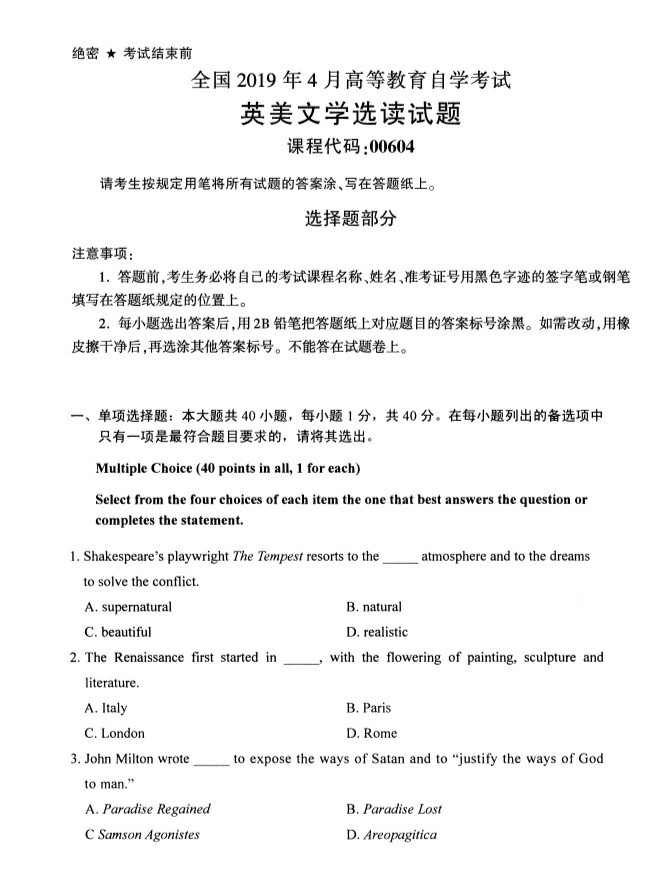 绝密 ★ 考试结束前
全国 2019 年 4 月高等教育自学考试
英美文学选读试题
课程代码:00604
请考生按规定用笔将所有试题的答案涂、写在答题纸上。
选择题部分
注意事项:
1. 答题前,考生务必将自己的考试课程名称、姓名、准考证号用黑色字迹的签字笔或钢笔
填写在答题纸规定的位置上。
2. 每小题选出答案后,用 2B 铅笔把答题纸上对应题目的答案标号涂黑。如需改动,用橡
皮擦干净后,再选涂其他答案标号。不能答在试题卷上。
一、单项选择题：本大题共 40 小题，每小题 1 分，共 40 分。在每小题列出的备选项中
只有一项是最符合题目要求的，请将其选出。
Multiple Choice (40 points in all, 1 for each)
Select from the four choices of each item the one that best answers the question or
completes the statement.
1. Shakespeare's playwright The Tempest resorts to the _____ atmosphere and to the dreams
to solve the conflict.
A. supernatural B. natural
C. beautiful D. realistic
2. The Renaissance first started in _____, with the flowering of painting, sculpture and
literature.
A. Italy B. Paris
C. London D. Rome
3. John Milton wrote _____ to expose the ways of Satan and to “justify the ways of God
to man.”
A. Paradise Regained B. Paradise Lost
C Samson Agonistes D. Areopagitica